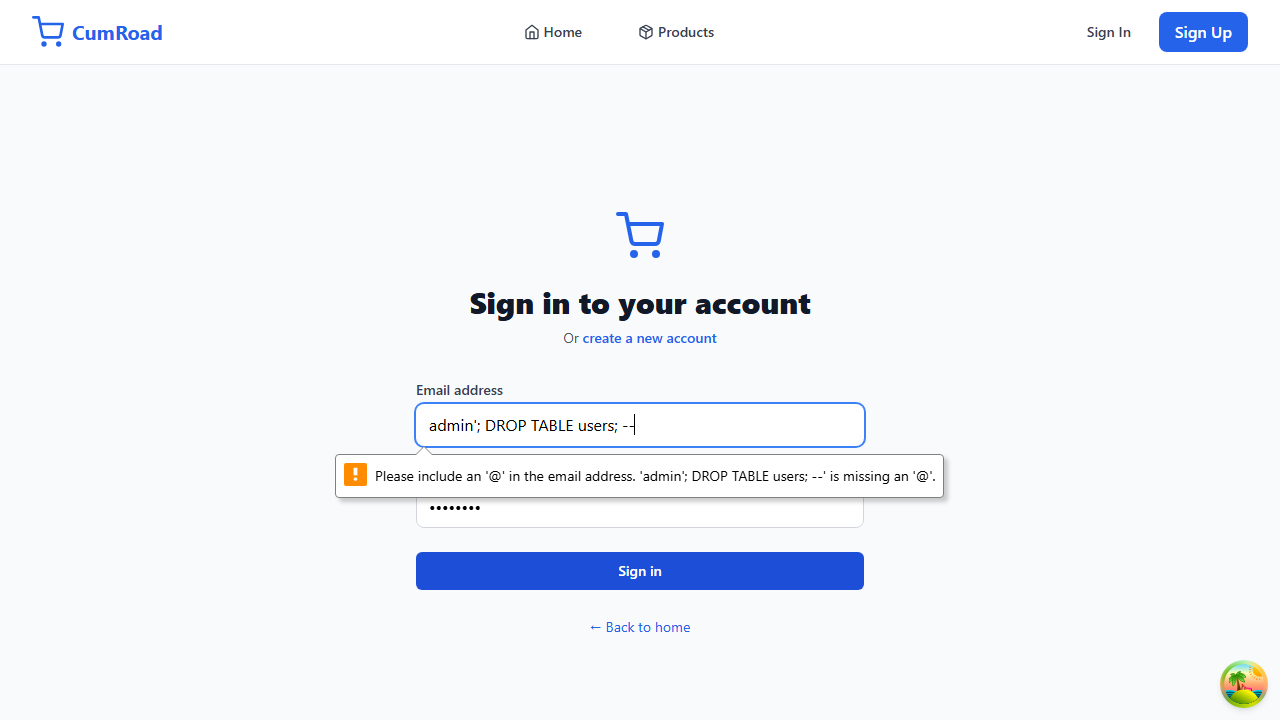 CumRoad
Home
Products
Sign In
Sign Up
Sign in to your account
Or create a new account
Email address
admin'; DROP TABLE users; --
Please include an '@' in the email address. 'admin'; DROP TABLE users; --' is missing an '@'.
••••••••
Sign in
← Back to home